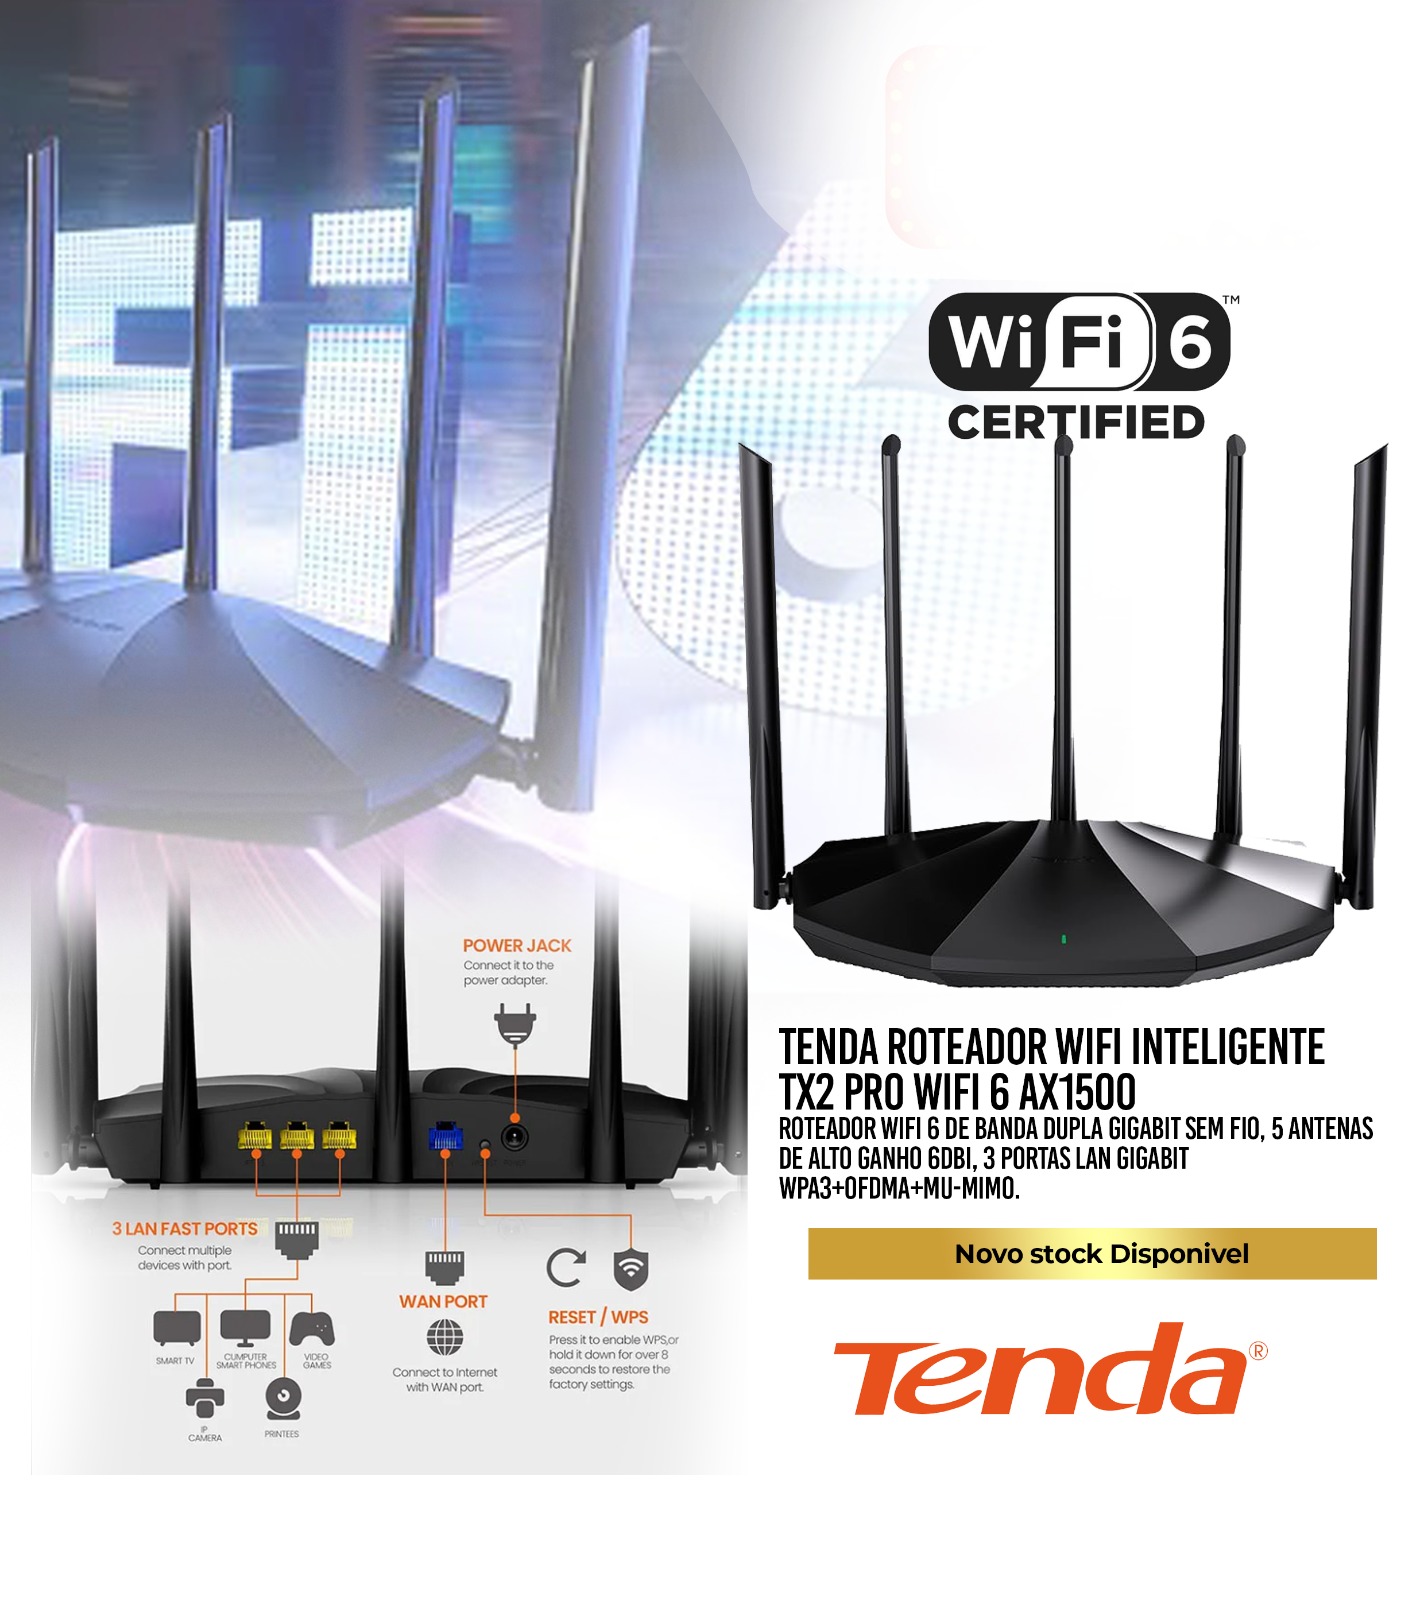 WiFi 6 ™
CERTIFIED
POWER JACK
Connect it to the
power adapter.
3 LAN FAST PORTS
Connect multiple
devices with port.
SMART TV
CUMPUTER
SMART PHONES
VIDEO
GAMES
IP
CAMERA
PRINTEES
WAN PORT
Connect to Internet
with WAN port.
RESET / WPS
Press it to enable WPS,or
hold it down for over 8
seconds to restore the
factory settings.
TENDA ROTEADOR WIFI INTELIGENTE
TX2 PRO WIFI 6 AX1500
ROTEADOR WIFI 6 DE BANDA DUPLA GIGABIT SEM FIO, 5 ANTENAS
DE ALTO GANHO 6DBI, 3 PORTAS LAN GIGABIT
WPA3+OFDMA+MU-MIMO.
Novo stock Disponivel
Tenda®